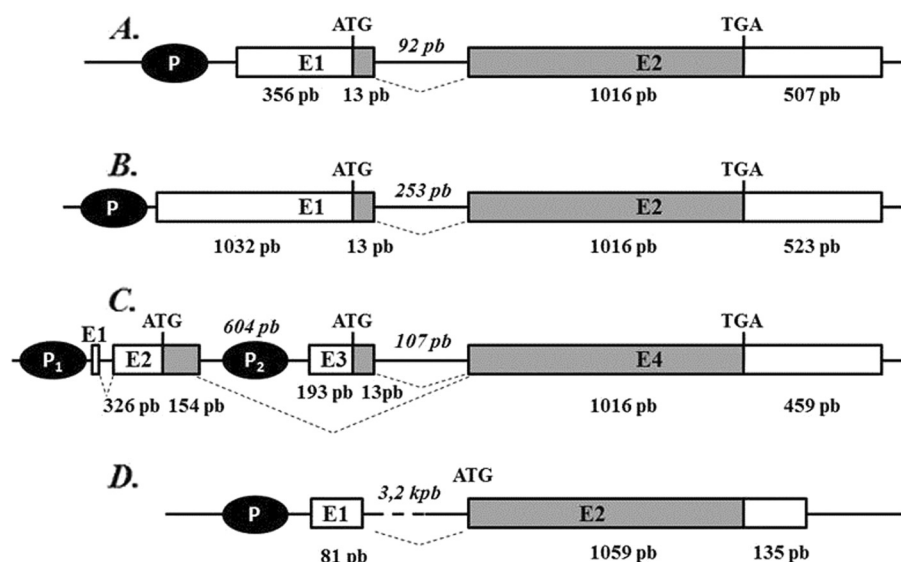 A.
ATG TGA
92 pb
P E1 E2
356 pb 13 pb 1016 pb 507 pb
B.
ATG TGA
253 pb
P E1 E2
1032 pb 13 pb 1016 pb 523 pb
C.
ATG 604 pb ATG TGA
E1 107 pb
P1 E2 P2 E3 E4
326 pb 154 pb 193 pb 13pb 1016 pb 459 pb
D.
ATG
3,2 kpb
P E1 E2
81 pb 1059 pb 135 pb